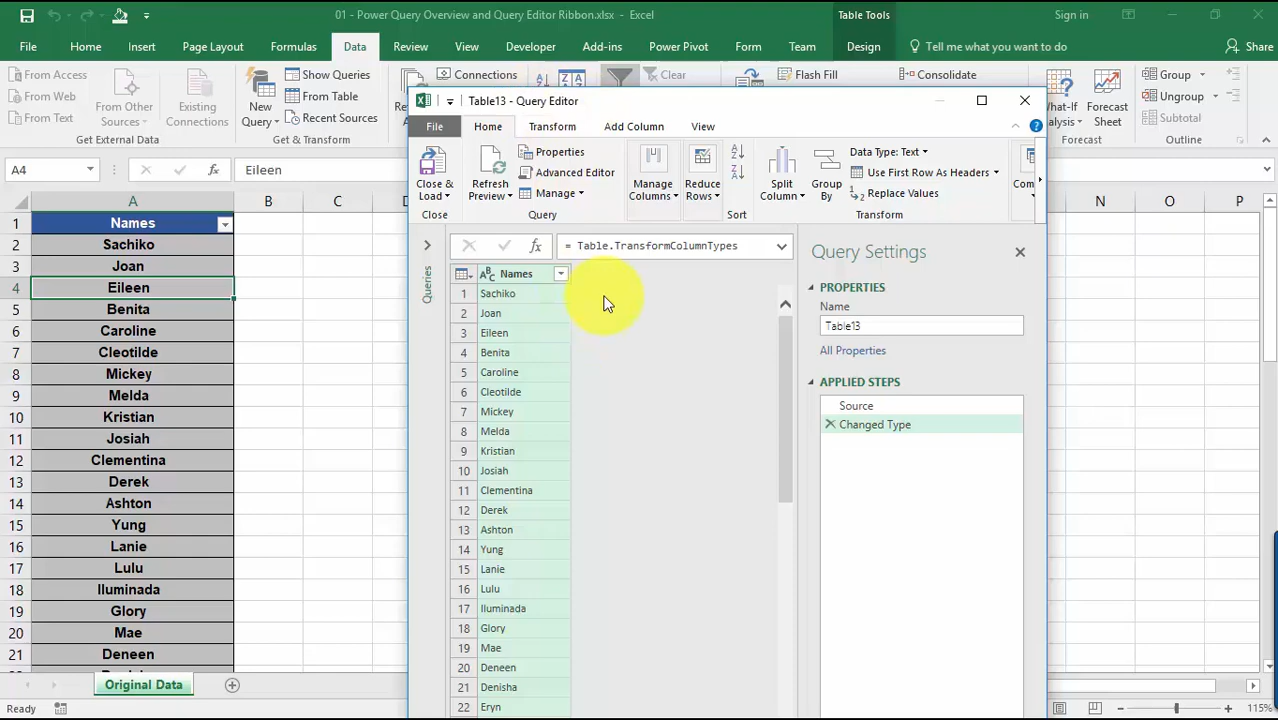 01 - Power Query Overview and Query Editor Ribbon.xlsx - Excel
Table Tools
Sign in
File Home Insert Page Layout Formulas Data Review View Developer Add-ins Power Pivot Form Team Design Tell me what you want to do Share
From Access
From Web
From Text
From Other Sources
Existing Connections
Get External Data
New Query
Show Queries
From Table
Recent Sources
Get & Transform
Connections
Clear
Flash Fill
Consolidate
What-If
Forecast Sheet
Forecast
Group
Ungroup
Subtotal
Outline
A4
fx
Eileen
A B C N O P
1 Names
2 Sachiko
3 Joan
4 Eileen
5 Benita
6 Caroline
7 Cleotilde
8 Mickey
9 Melda
10 Kristian
11 Josiah
12 Clementina
13 Derek
14 Ashton
15 Yung
16 Lanie
17 Lulu
18 Iluminada
19 Glory
20 Mae
21 Deneen
Original Data
Ready
115%
Table13 - Query Editor
File Home Transform Add Column View
Close & Load
Close
Refresh Preview
Properties
Advanced Editor
Manage
Query
Manage Columns
Reduce Rows
Sort
Split Column
Group By
Data Type: Text
Use First Row As Headers
Replace Values
Transform
Com
Queries
fx
= Table.TransformColumnTypes
ABC Names
1 Sachiko
2 Joan
3 Eileen
4 Benita
5 Caroline
6 Cleotilde
7 Mickey
8 Melda
9 Kristian
10 Josiah
11 Clementina
12 Derek
13 Ashton
14 Yung
15 Lanie
16 Lulu
17 Iluminada
18 Glory
19 Mae
20 Deneen
21 Denisha
22 Eryn
Query Settings
PROPERTIES
Name
Table13
All Properties
APPLIED STEPS
Source
Changed Type